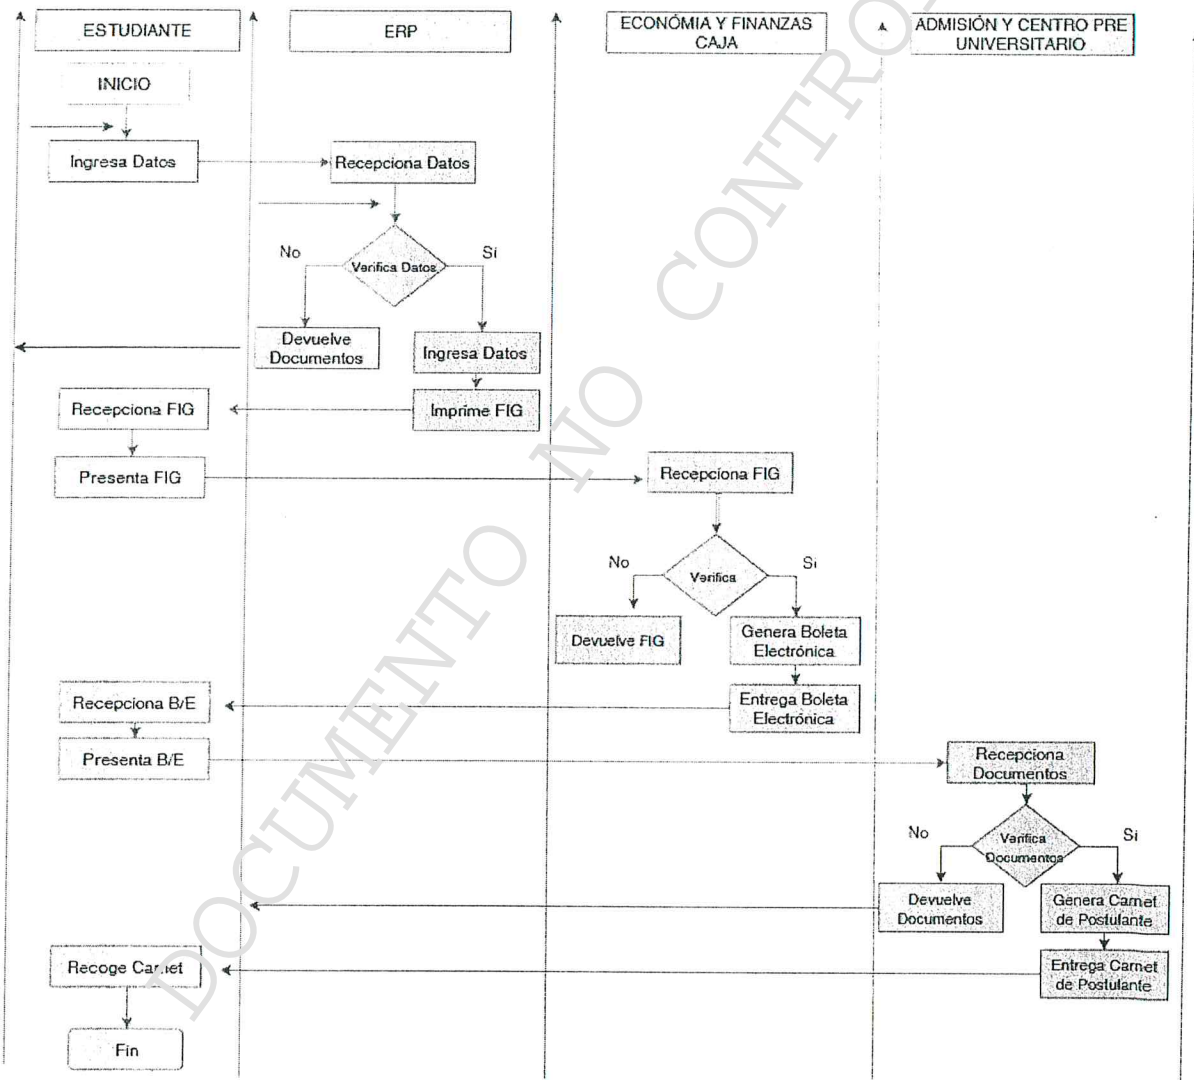 ESTUDIANTE
ERP
ECONÓMIA Y FINANZAS
CAJA
ADMISIÓN Y CENTRO PRE
UNIVERSITARIO
INICIO
Ingresa Datos
Recepciona Datos
No
Verifica Datos
Si
Devuelve
Documentos
Ingresa Datos
Recepciona FIG
Imprime FIG
Presenta FIG
Recepciona FIG
No
Verifica
Si
Devuelve FIG
Genera Boleta
Electrónica
Recepciona B/E
Entrega Boleta
Electrónica
Presenta B/E
Recepciona
Documentos
No
Verifica
Documentos
Si
Devuelve
Documentos
Genera Carnet
de Postulante
Recoge Carnet
Entrega Carnet
de Postulante
Fin
DOCUMENTO NO CONTRO